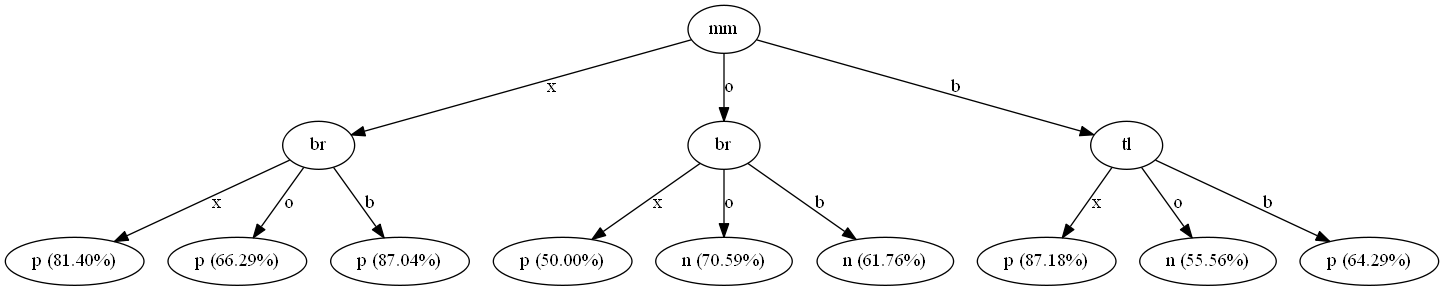 mm
x
o
b
br
br
tl
x
o
b
x
o
b
x
o
b
p (81.40%)
p (66.29%)
p (87.04%)
p (50.00%)
n (70.59%)
n (61.76%)
p (87.18%)
n (55.56%)
p (64.29%)